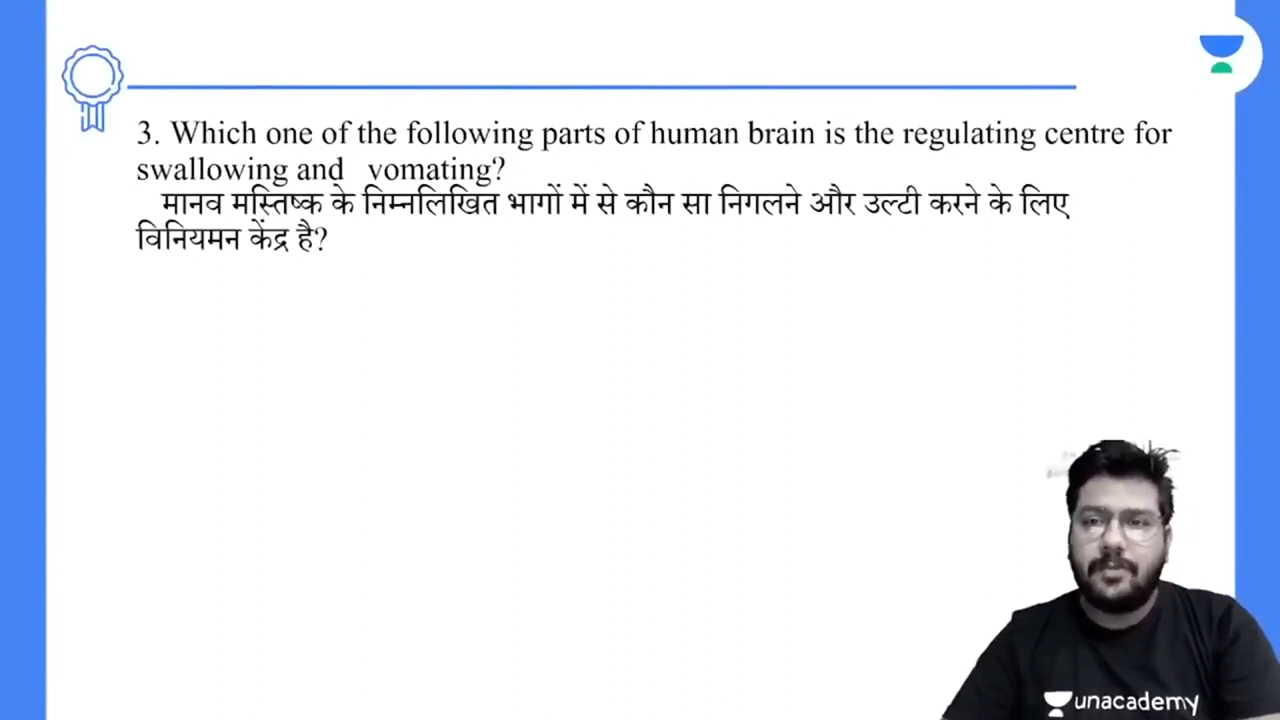 3. Which one of the following parts of human brain is the regulating centre for
swallowing and vomating?
मानव मस्तिष्क के निम्नलिखित भागों में से कौन सा निगलने और उल्टी करने के लिए
विनियमन केंद्र है?
unacademy